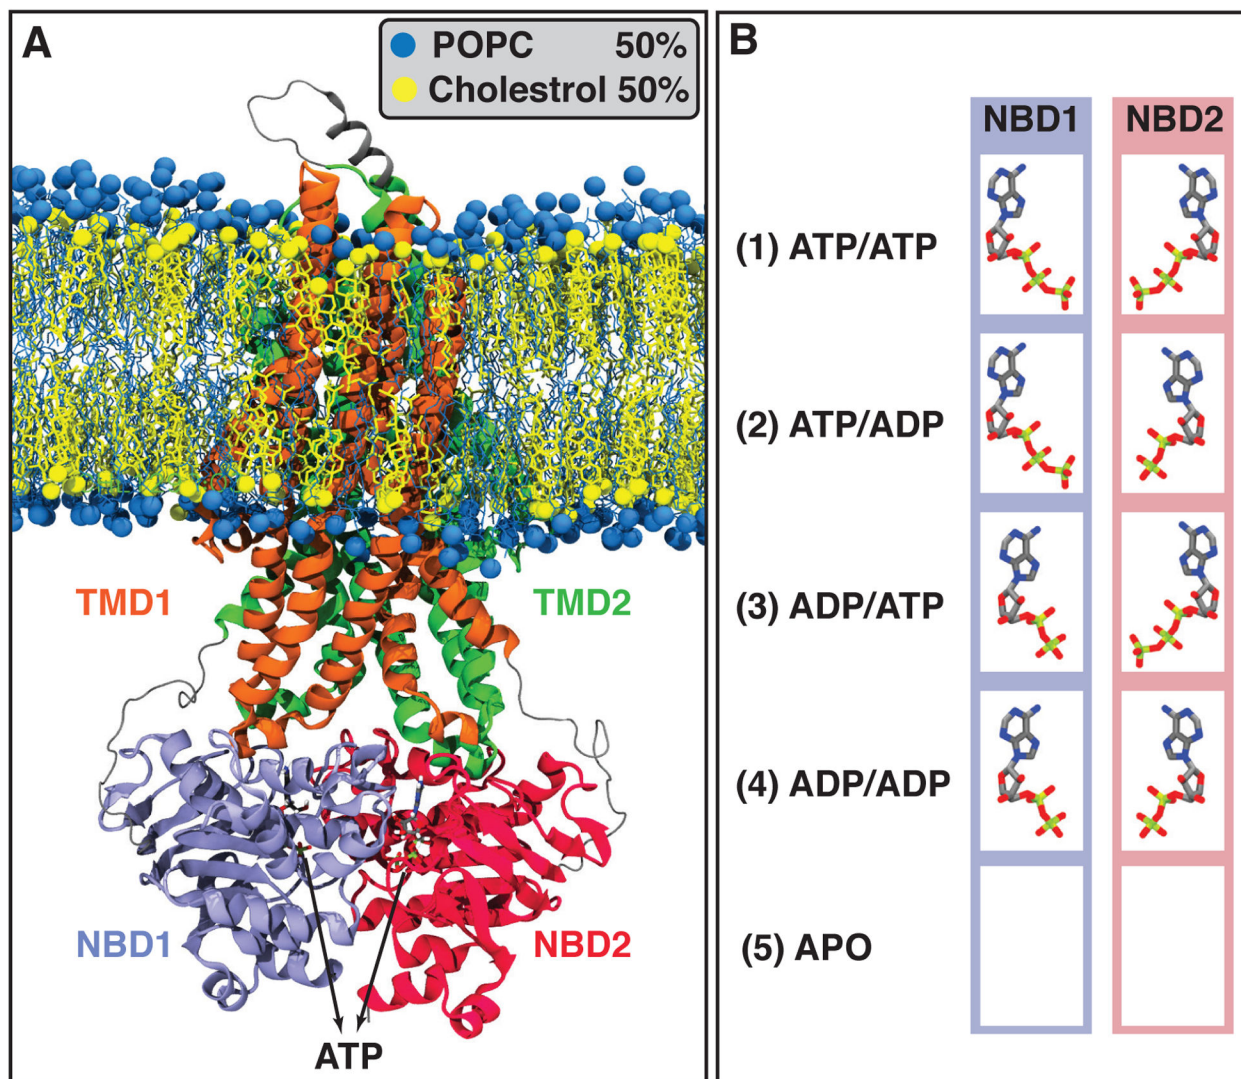 A
POPC 50%
Cholestrol 50%
TMD1
TMD2
NBD1
NBD2
ATP
B
NBD1
NBD2
(1) ATP/ATP
(2) ATP/ADP
(3) ADP/ATP
(4) ADP/ADP
(5) APO